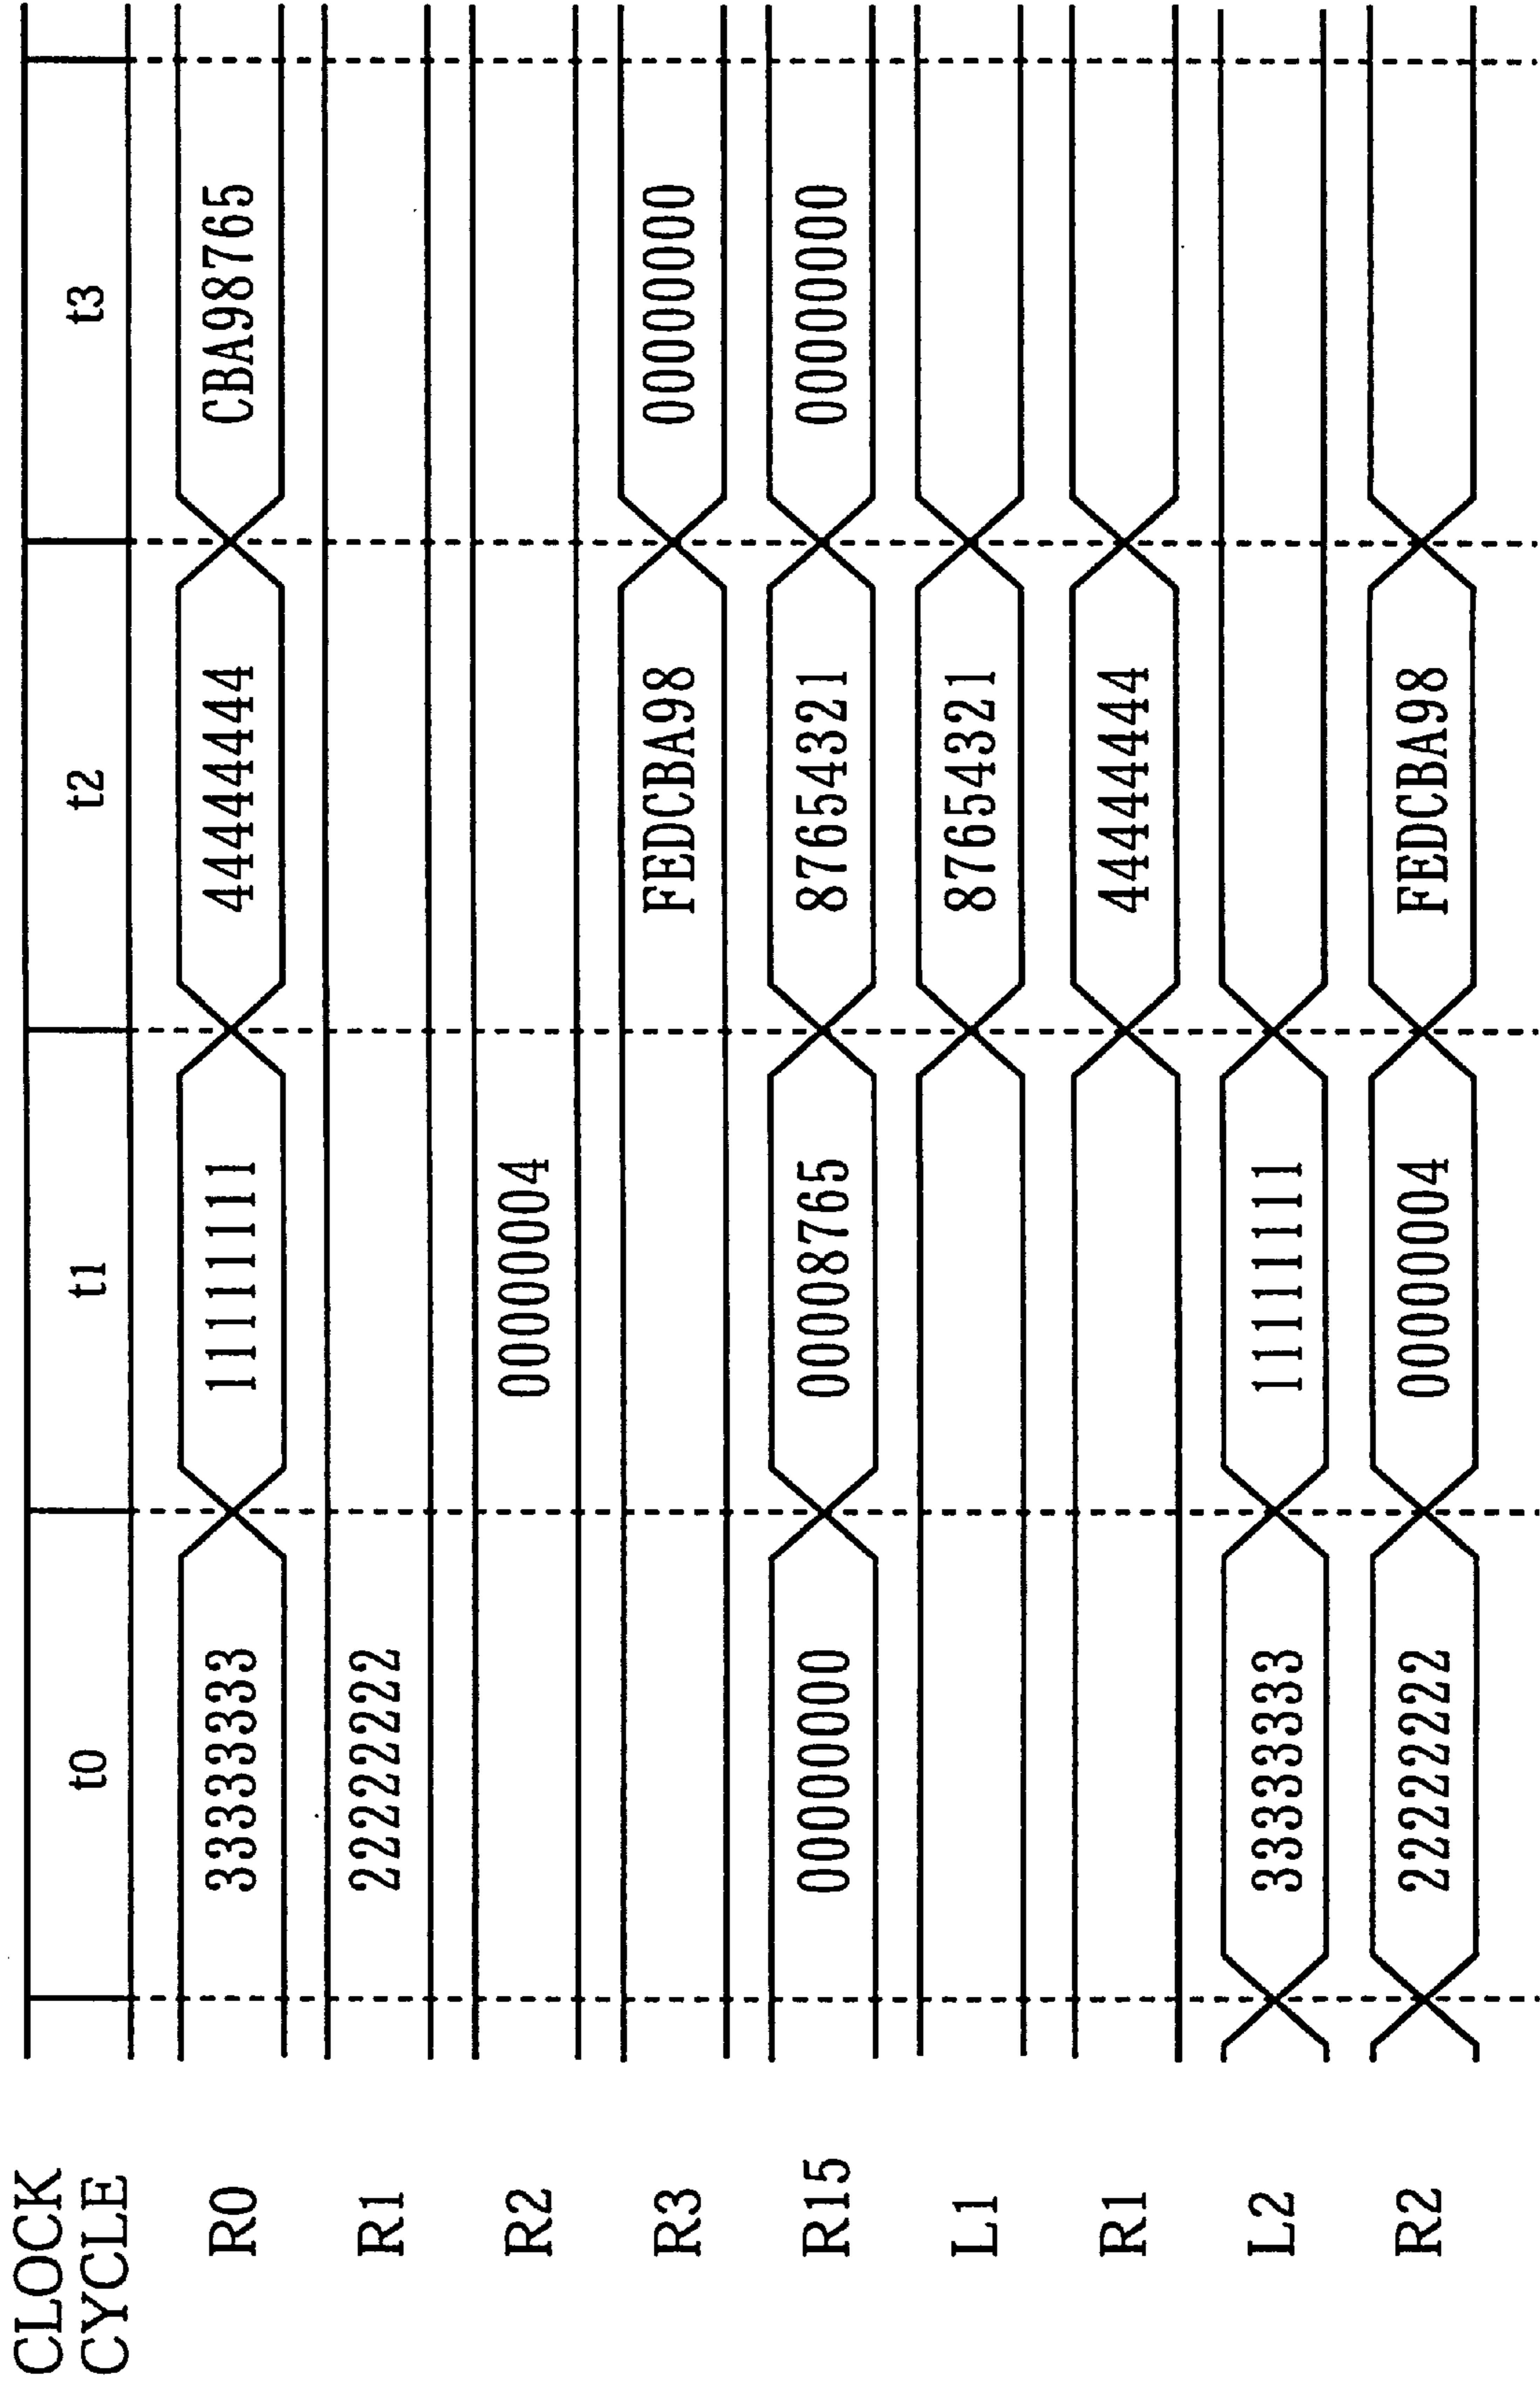 CLOCK
CYCLE
t0 t1 t2 t3
R0 33333333 11111111 44444444 CBA98765
R1 22222222
R2 00000004
R3 FEDCBA98 00000000
R15 00000000 00008765 87654321 00000000
L1 87654321
R1 44444444
L2 33333333 11111111
R2 22222222 00000004 FEDCBA98